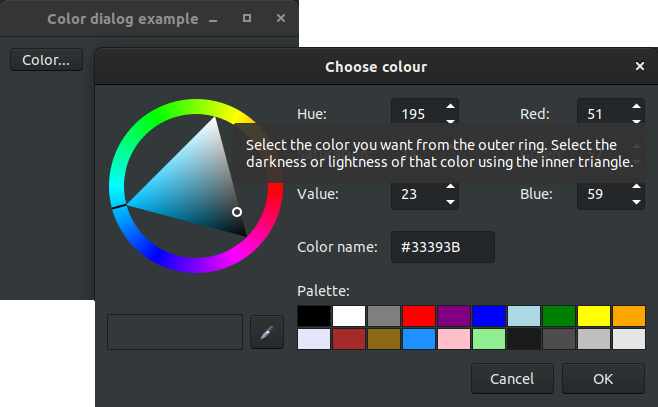 Color dialog example
Color...
Choose colour
Hue: 195 Red: 51
Select the color you want from the outer ring. Select the
darkness or lightness of that color using the inner triangle.
Value: 23 Blue: 59
Color name: #33393B
Palette:
Cancel OK